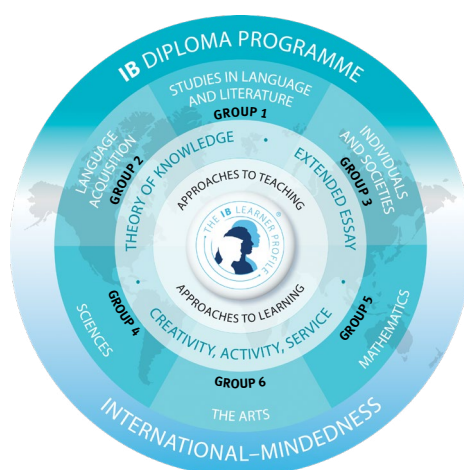 IB DIPLOMA PROGRAMME
STUDIES IN LANGUAGE
AND LITERATURE
GROUP 1
LANGUAGE
ACQUISITION
GROUP 2
INDIVIDUALS
AND SOCIETIES
GROUP 3
THEORY OF KNOWLEDGE
EXTENDED ESSAY
APPROACHES TO TEACHING
THE IB LEARNER PROFILE
®
APPROACHES TO LEARNING
CREATIVITY, ACTIVITY, SERVICE
GROUP 4
SCIENCES
GROUP 5
MATHEMATICS
GROUP 6
THE ARTS
INTERNATIONAL–MINDEDNESS